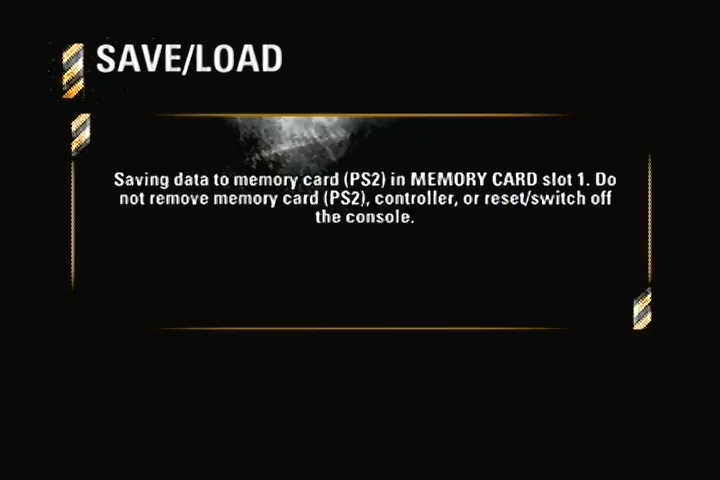 SAVE/LOAD
Saving data to memory card (PS2) in MEMORY CARD slot 1. Do
not remove memory card (PS2), controller, or reset/switch off
the console.